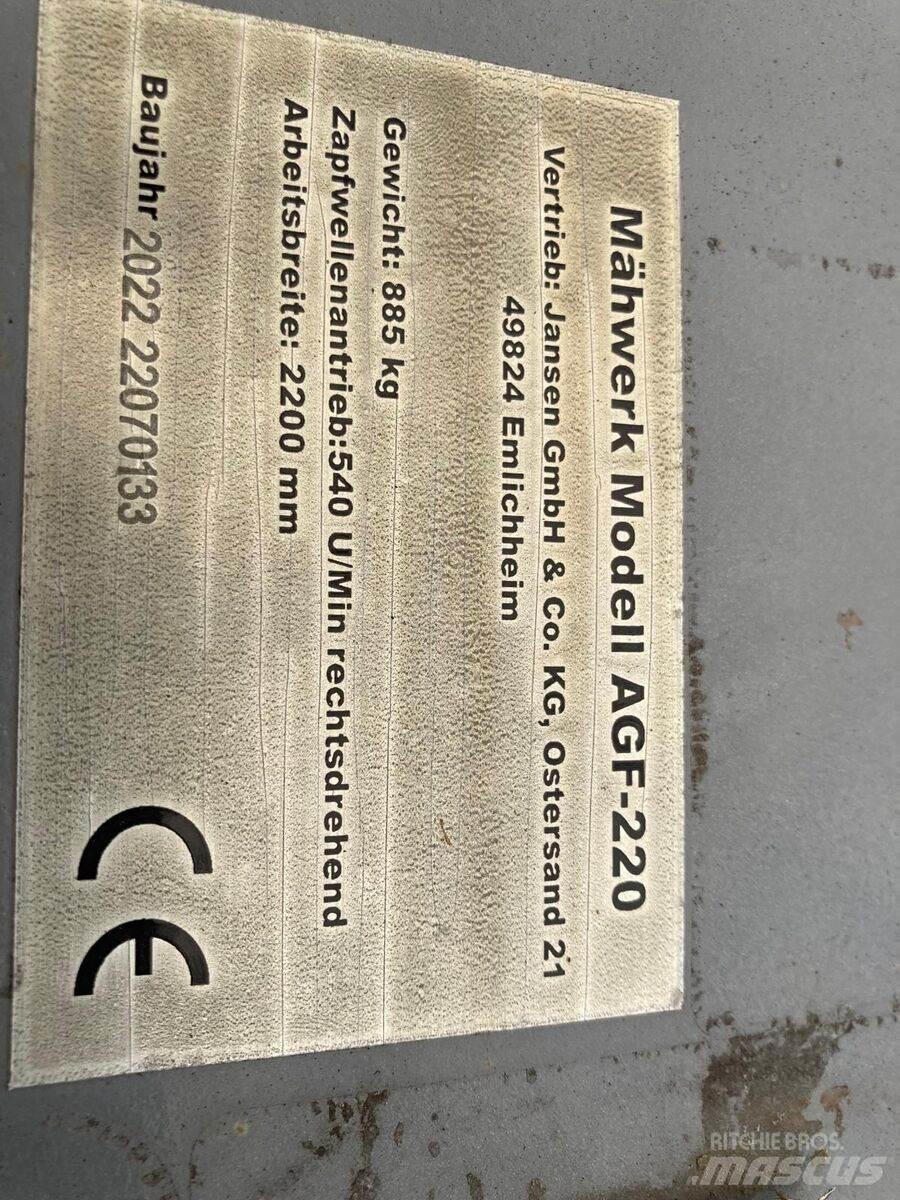 Mähwerk Modell AGF-220
Vertrieb: Jansen GmbH & Co. KG, Ostersand 21
49824 Emlichheim
Gewicht: 885 kg
Zapfwellenantrieb:540 U/Min rechtsdrehend
Arbeitsbreite: 2200 mm
Baujahr 2022 22070133
CE
RITCHIE BROS.
MASCUS